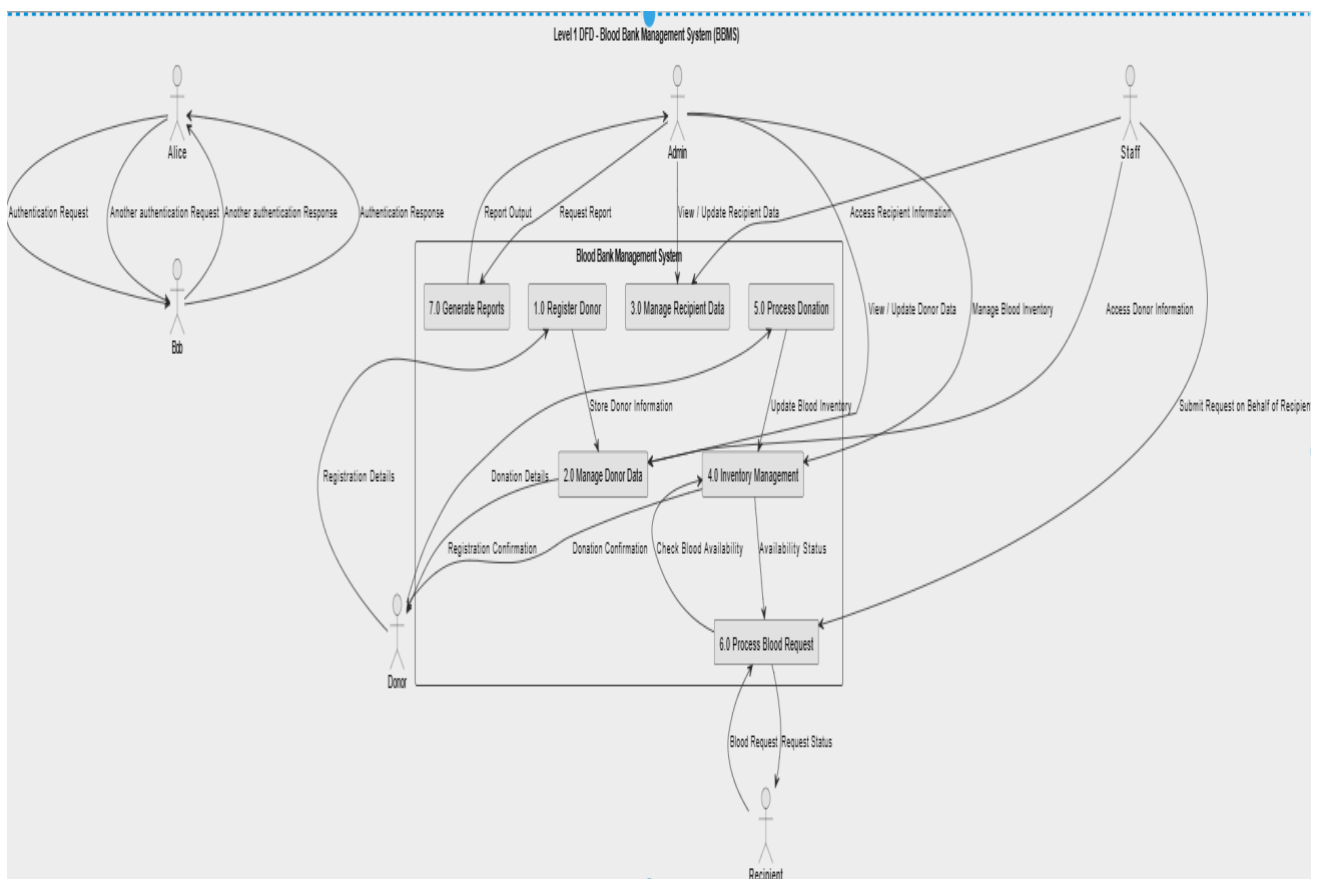 Level 1 DFD - Blood Bank Management System (BBMS)
Alice
Admin
Staff
Authentication Request
Another authentication Request
Another authentication Response
Authentication Response
Report Output
Request Report
View / Update Recipient Data
Access Recipient Information
Blood Bank Management System
Bob
7.0 Generate Reports
1.0 Register Donor
3.0 Manage Recipient Data
5.0 Process Donation
View / Update Donor Data
Manage Blood Inventory
Access Donor Information
Store Donor Information
Update Blood Inventory
Submit Request on Behalf of Recipien
Registration Details
Donation Details
2.0 Manage Donor Data
4.0 Inventory Management
Registration Confirmation
Donation Confirmation
Check Blood Availability
Availability Status
6.0 Process Blood Request
Donor
Blood Request
Request Status
Recipient